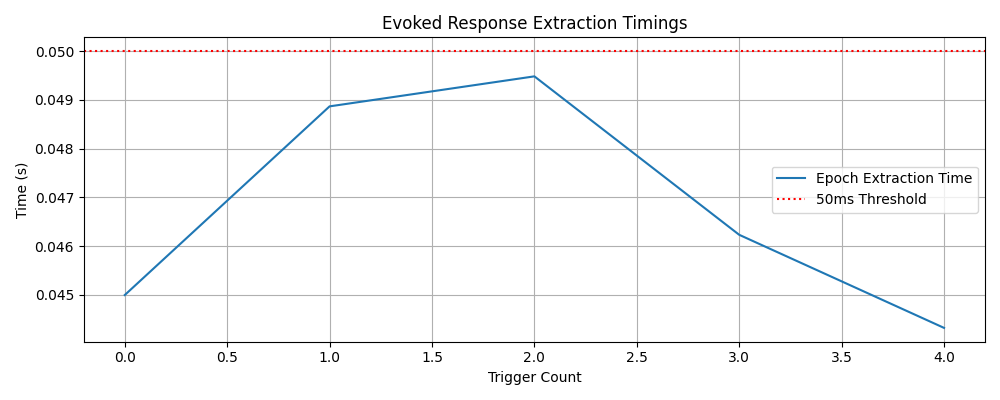 Evoked Response Extraction Timings
Time (s)
0.050
0.049
0.048
0.047
0.046
0.045
Epoch Extraction Time
50ms Threshold
0.0 0.5 1.0 1.5 2.0 2.5 3.0 3.5 4.0
Trigger Count